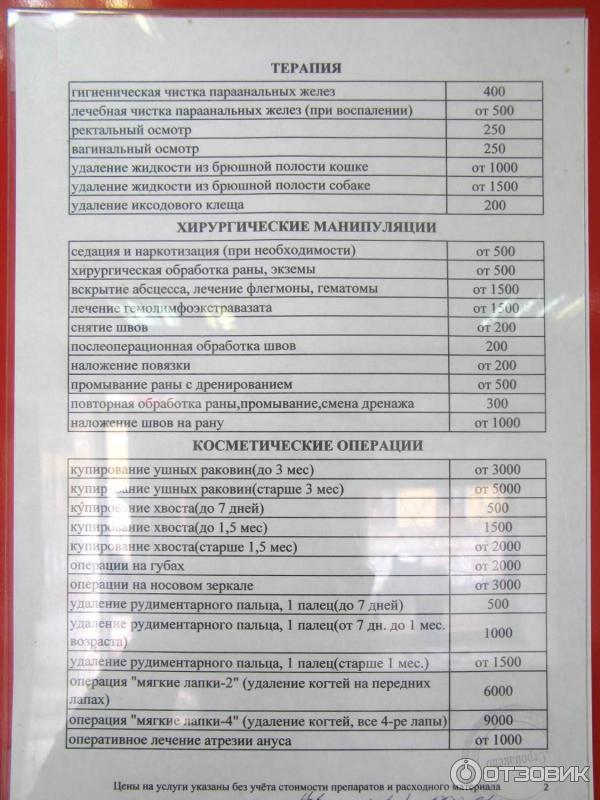 ТЕРАПИЯ
гигиеническая чистка параанальных желез 400
лечебная чистка параанальных желез (при воспалении) от 500
ректальный осмотр 250
вагинальный осмотр 250
удаление жидкости из брюшной полости кошке от 1000
удаление жидкости из брюшной полости собаке от 1500
удаление иксодового клеща 200
ХИРУРГИЧЕСКИЕ МАНИПУЛЯЦИИ
седация и наркотизация (при необходимости) от 500
хирургическая обработка раны, экземы от 500
вскрытие абсцесса, лечение флегмоны, гематомы от 1500
лечение гемолимфоэкстравазата от 1500
снятие швов от 200
послеоперационная обработка швов 200
наложение повязки от 200
промывание раны с дренированием от 500
повторная обработка раны,промывание,смена дренажа 300
наложение швов на рану от 1000
КОСМЕТИЧЕСКИЕ ОПЕРАЦИИ
купирование ушных раковин(до 3 мес) от 3000
купирование ушных раковин(старше 3 мес) от 5000
купирование хвоста(до 7 дней) 500
купирование хвоста(до 1,5 мес) 1500
купирование хвоста(старше 1,5 мес) от 2000
операции на губах от 2000
операции на носовом зеркале от 3000
удаление рудиментарного пальца, 1 палец(до 7 дней) 500
удаление рудиментарного пальца, 1 палец(от 7 дн. до 1 мес.
возраста) 1000
удаление рудиментарного пальца, 1 палец(старше 1 мес.) от 1500
операция "мягкие лапки-2" (удаление когтей на передних
лапах) 6000
операция "мягкие лапки-4" (удаление когтей, все 4-ре лапы) 9000
оперативное лечение атрезии ануса от 1000
Цены на услуги указаны без учёта стоимости препаратов и расходного материала 2
ОТЗОВИК